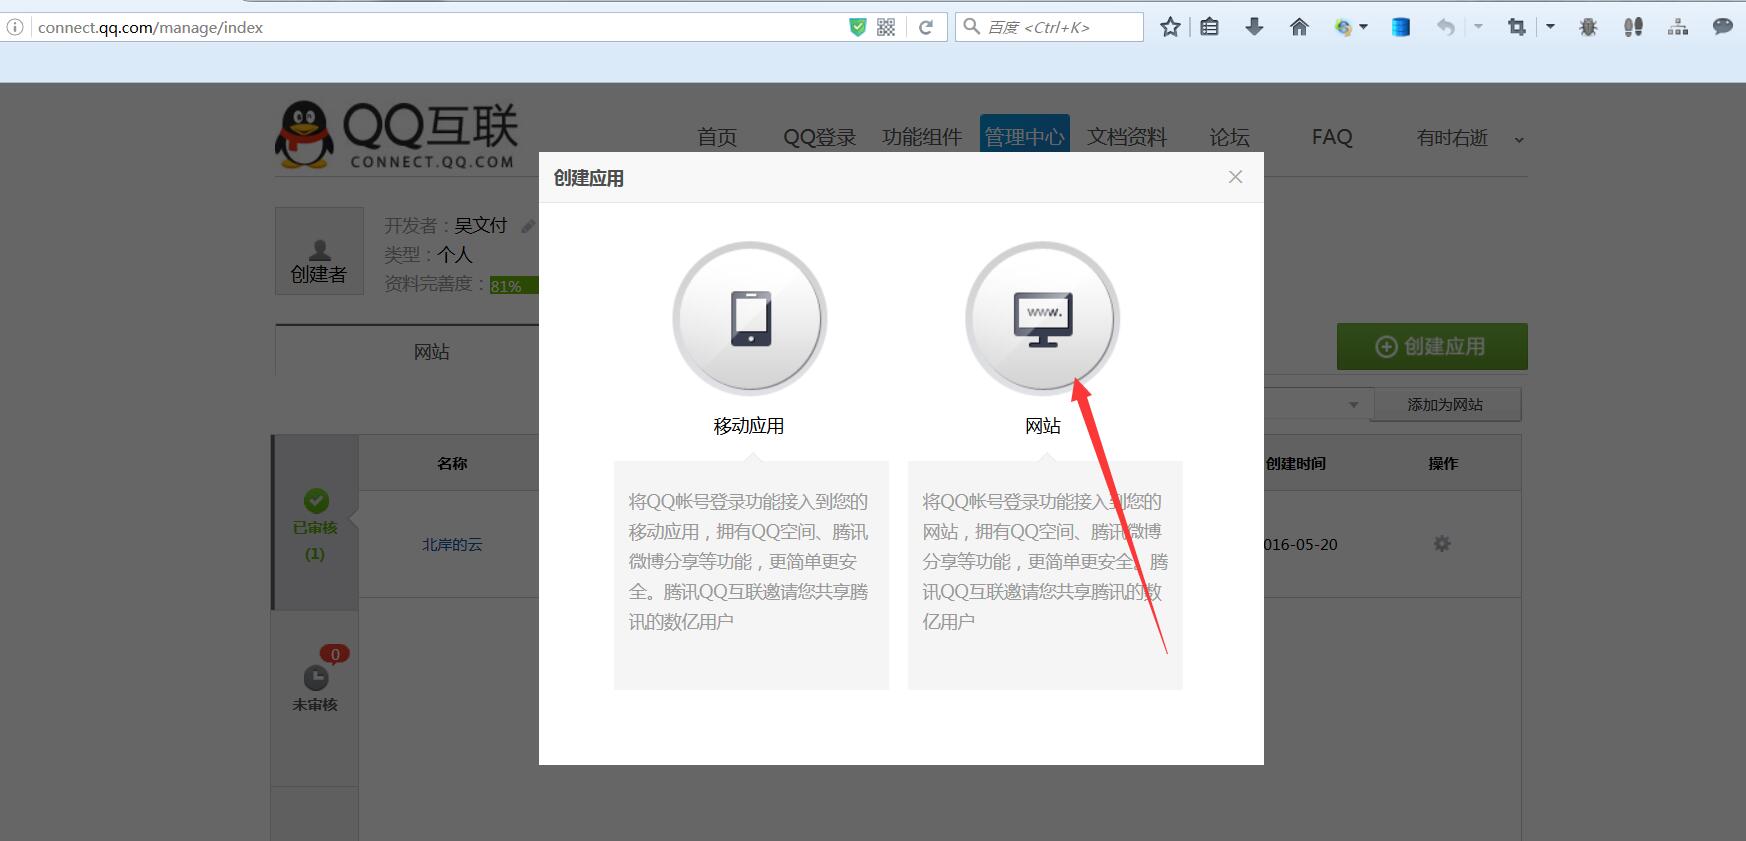 connect.qq.com/manage/index
百度 <Ctrl+K>
QQ互联
CONNECT.QQ.COM
首页
QQ登录
功能组件
管理中心
文档资料
论坛
FAQ
有时右逝
创建者
开发者：吴文付
类型：个人
资料完善度：81%
网站
创建应用
添加为网站
名称
创建时间
操作
已审核
(1)
北岸的云
016-05-20
0
未审核
创建应用
移动应用
将QQ帐号登录功能接入到您的
移动应用，拥有QQ空间、腾讯
微博分享等功能，更简单更安
全。腾讯QQ互联邀请您共享腾
讯的数亿用户
www.
网站
将QQ帐号登录功能接入到您的
网站，拥有QQ空间、腾讯微博
分享等功能，更简单更安全。腾
讯QQ互联邀请您共享腾讯的数
亿用户